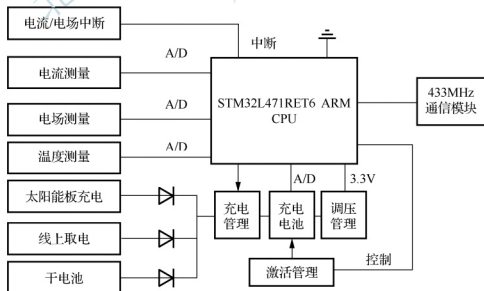 电流/电场中断
中断
A/D
电流测量
A/D
电场测量
STM32L471RET6 ARM
CPU
433MHz
通信模块
A/D
温度测量
太阳能板充电
A/D
3.3V
充电
管理
充电
电池
调压
管理
线上取电
控制
激活管理
干电池